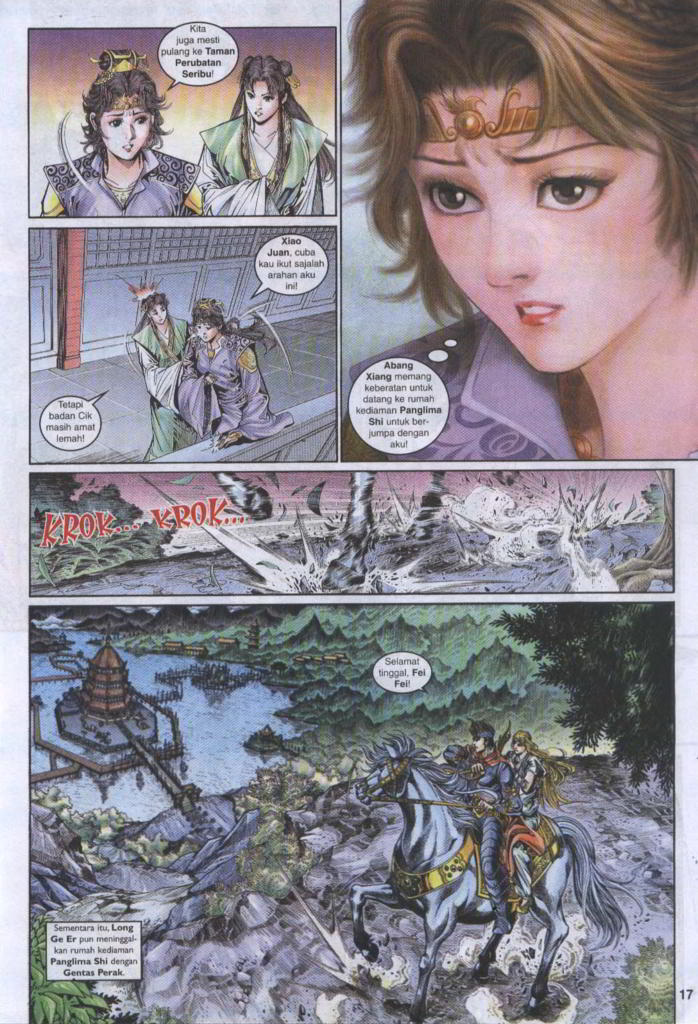 Kita
juga mesti
pulang ke Taman
Perubatan
Seribu!
Xiao
Juan, cuba
kau ikut sajalah
arahan aku
ini!
Tetapi
badan Cik
masih amat
lemah!
Abang
Xiang memang
keberatan untuk
datang ke rumah
kediaman Panglima
Shi untuk ber-
jumpa dengan
aku!
KROK... KROK...
Selamat
tinggal, Fei
Fei!
Sementara itu, Long
Ge Er pun meninggal-
kan rumah kediaman
Panglima Shi dengan
Gentas Perak.
17